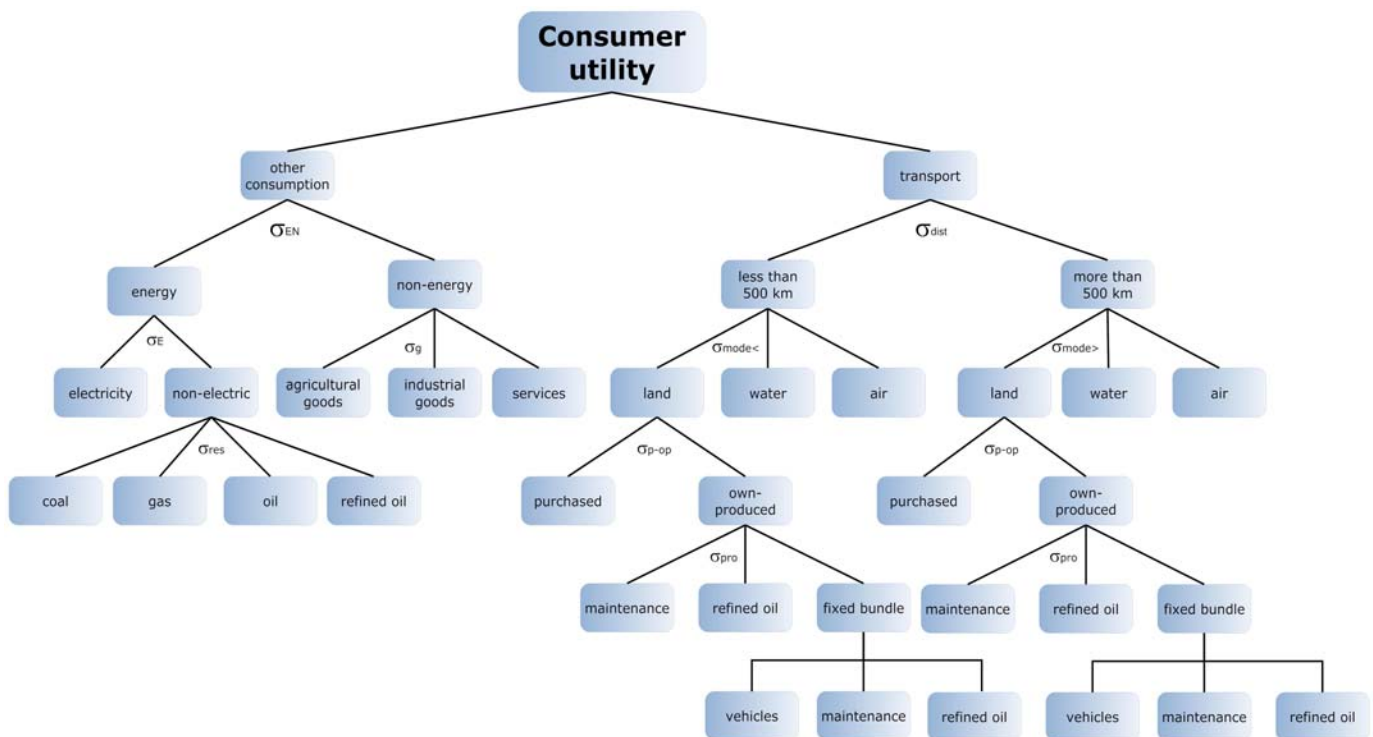 Consumer
utility
other
consumption
transport
σEN
σdist
energy
non-energy
less than
500 km
more than
500 km
σE
σg
σmode<
σmode>
electricity
non-electric
agricultural
goods
industrial
goods
services
land
water
air
land
water
air
σres
σp-op
σp-op
coal
gas
oil
refined oil
purchased
own-
produced
purchased
own-
produced
σpro
σpro
maintenance
refined oil
fixed bundle
maintenance
refined oil
fixed bundle
vehicles
maintenance
refined oil
vehicles
maintenance
refined oil